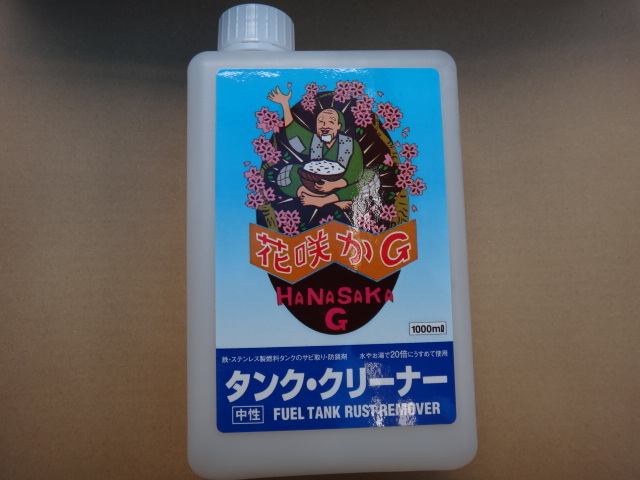 花咲かG
HANASAKA
G
1000mℓ
鉄・ステンレス製燃料タンクのサビ取り・防錆剤 水やお湯で20倍にうすめて使用
タンク・クリーナー
中性 FUEL TANK RUST REMOVER